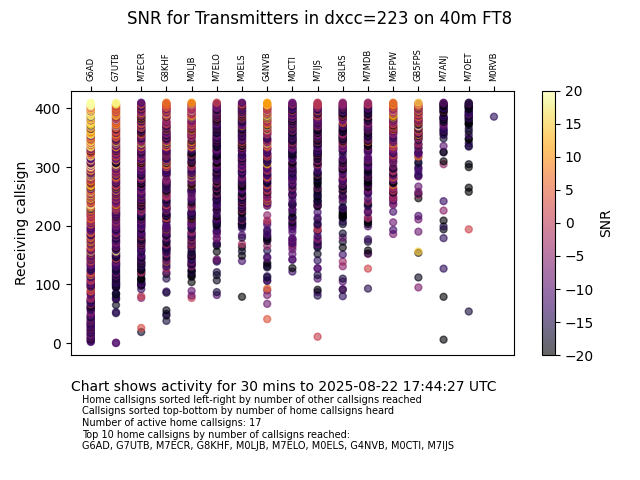 SNR for Transmitters in dxcc=223 on 40m FT8
G6AD G7UTB M7ECR G8KHF M0LJB M7ELO M0ELS G4NVB M0CTI M7IJS G8LRS M7MDB M6FPW GB5FPS M7ANJ M7OET M0RVB
400
300
200
100
0
Receiving callsign
20
15
10
5
0
−5
−10
−15
−20
SNR
Chart shows activity for 30 mins to 2025-08-22 17:44:27 UTC
Home callsigns sorted left-right by number of other callsigns reached
Callsigns sorted top-bottom by number of home callsigns heard
Number of active home callsigns: 17
Top 10 home callsigns by number of callsigns reached:
G6AD, G7UTB, M7ECR, G8KHF, M0LJB, M7ELO, M0ELS, G4NVB, M0CTI, M7IJS